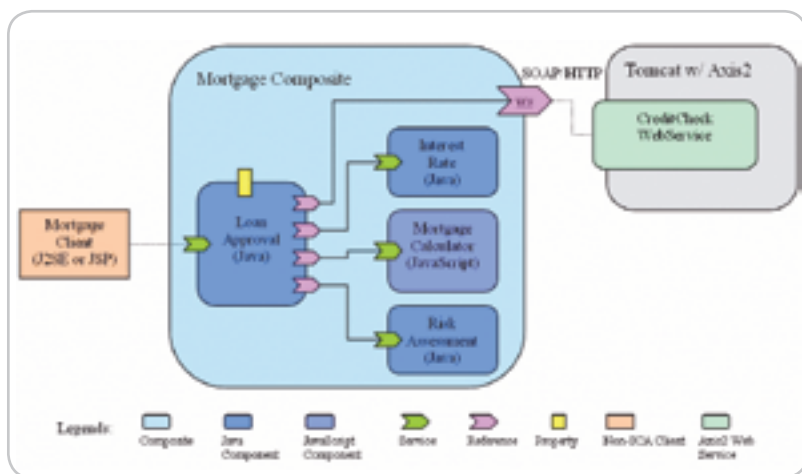 Mortgage Composite
SOAP/HTTP
Tomcat w/ Axis2
WS
CreditCheck
WebService
Interest
Rate
(Java)
Loan
Approval
(Java)
Mortgage
Client
(J2SE or JSP)
Mortgage
Calculator
(JavaScript)
Risk
Assessment
(Java)
Legends:
Composite
Java
Component
JavaScript
Component
Service
Reference
Property
Non-SCA Client
Axis2 Web
Service